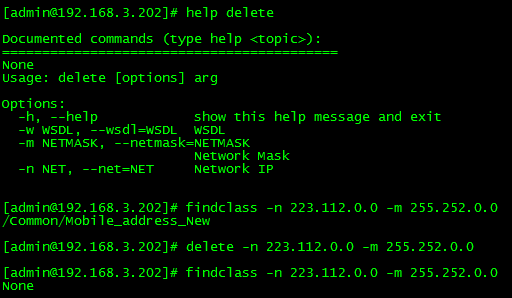 [admin@192.168.3.202]# help delete
Documented commands (type help <topic>):
========================================
None
Usage: delete [options] arg
Options:
-h, --help show this help message and exit
-w WSDL, --wsdl=WSDL WSDL
-m NETMASK, --netmask=NETMASK
Network Mask
-n NET, --net=NET Network IP
[admin@192.168.3.202]# findclass -n 223.112.0.0 -m 255.252.0.0
/Common/Mobile_address_New
[admin@192.168.3.202]# delete -n 223.112.0.0 -m 255.252.0.0
[admin@192.168.3.202]# findclass -n 223.112.0.0 -m 255.252.0.0
None